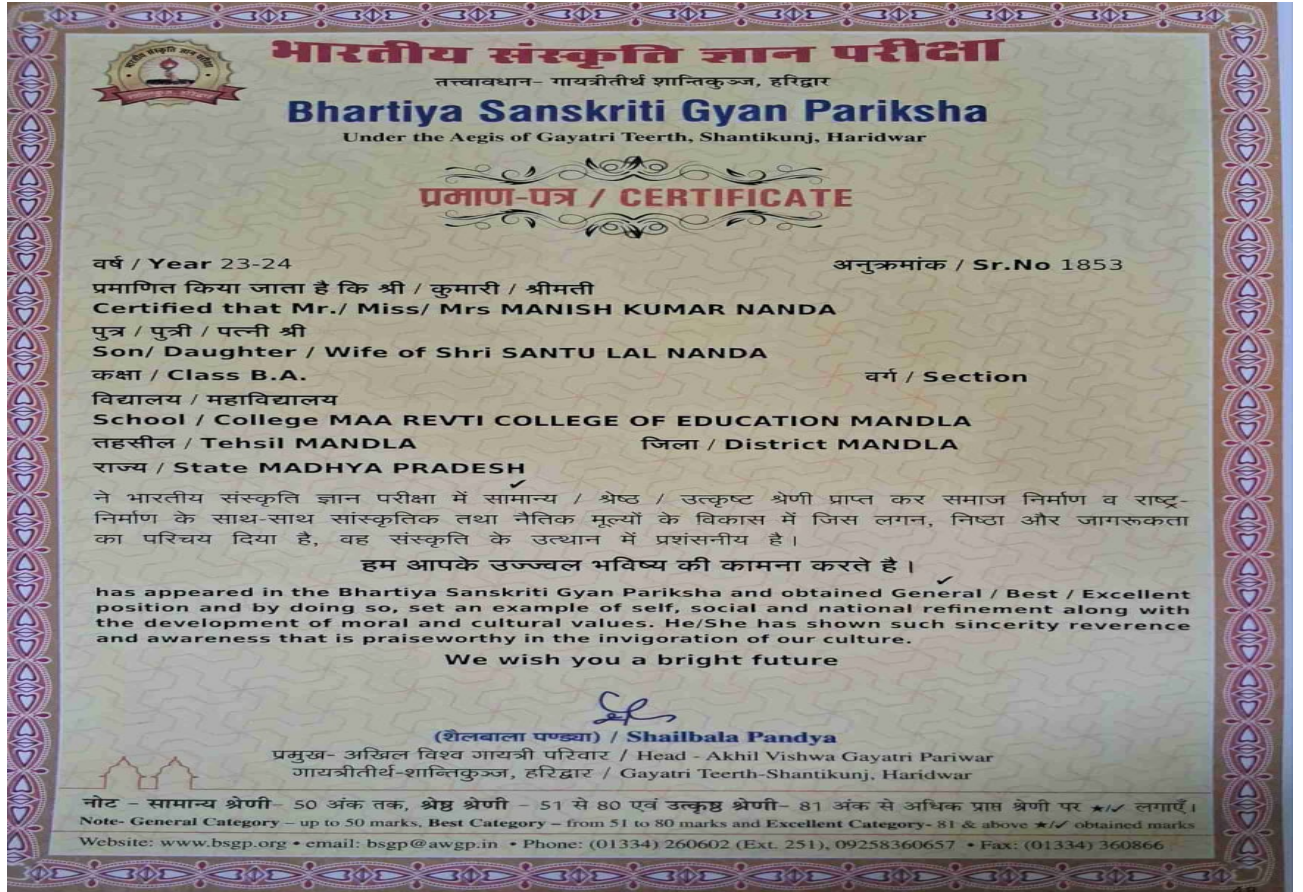 भारतीय संस्कृति ज्ञान परीक्षा
तत्त्वावधान- गायत्रीतीर्थ शान्तिकुञ्ज, हरिद्वार
Bhartiya Sanskriti Gyan Pariksha
Under the Aegis of Gayatri Teerth, Shantikunj, Haridwar
प्रमाण-पत्र / CERTIFICATE
वर्ष / Year 23-24 अनुक्रमांक / Sr.No 1853
प्रमाणित किया जाता है कि श्री / कुमारी / श्रीमती
Certified that Mr./ Miss/ Mrs MANISH KUMAR NANDA
पुत्र / पुत्री / पत्नी श्री
Son/ Daughter / Wife of Shri SANTU LAL NANDA
कक्षा / Class B.A. वर्ग / Section
विद्यालय / महाविद्यालय
School / College MAA REVTI COLLEGE OF EDUCATION MANDLA
तहसील / Tehsil MANDLA जिला / District MANDLA
राज्य / State MADHYA PRADESH
✓
ने भारतीय संस्कृति ज्ञान परीक्षा में सामान्य / श्रेष्ठ / उत्कृष्ट श्रेणी प्राप्त कर समाज निर्माण व राष्ट्र-
निर्माण के साथ-साथ सांस्कृतिक तथा नैतिक मूल्यों के विकास में जिस लगन, निष्ठा और जागरूकता
का परिचय दिया है, वह संस्कृति के उत्थान में प्रशंसनीय है।
हम आपके उज्ज्वल भविष्य की कामना करते है।
✓
has appeared in the Bhartiya Sanskriti Gyan Pariksha and obtained General / Best / Excellent
position and by doing so, set an example of self, social and national refinement along with
the development of moral and cultural values. He/She has shown such sincerity reverence
and awareness that is praiseworthy in the invigoration of our culture.
We wish you a bright future
(शैलबाला पण्ड्या) / Shailbala Pandya
प्रमुख- अखिल विश्व गायत्री परिवार / Head - Akhil Vishwa Gayatri Pariwar
गायत्रीतीर्थ-शान्तिकुञ्ज, हरिद्वार / Gayatri Teerth-Shantikunj, Haridwar
नोट - सामान्य श्रेणी- 50 अंक तक, श्रेष्ठ श्रेणी - 51 से 80 एवं उत्कृष्ठ श्रेणी- 81 अंक से अधिक प्राप्त श्रेणी पर ★/✓ लगाएँ।
Note- General Category – up to 50 marks, Best Category – from 51 to 80 marks and Excellent Category- 81 & above ★/✓ obtained marks
Website: www.bsgp.org • email: bsgp@awgp.in • Phone: (01334) 260602 (Ext. 251), 09258360657 • Fax: (01334) 360866